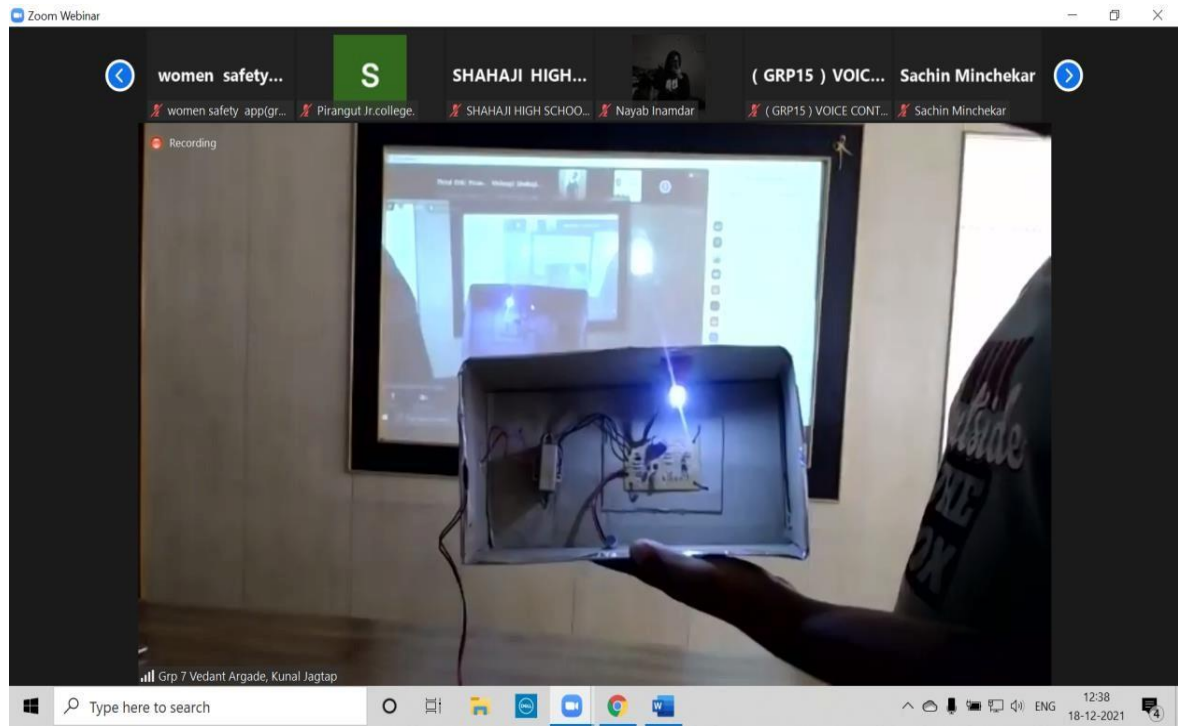 Zoom Webinar
women safety...
S
SHAHAJI HIGH...
( GRP15 ) VOIC...
Sachin Minchekar
women safety app(gr...
Pirangut Jr.college.
SHAHAJI HIGH SCHOO...
Nayab Inamdar
( GRP15 ) VOICE CONT...
Sachin Minchekar
Recording
THE
Grp 7 Vedant Argade, Kunal Jagtap
Type here to search
DELL
W
ENG
12:38
18-12-2021
4